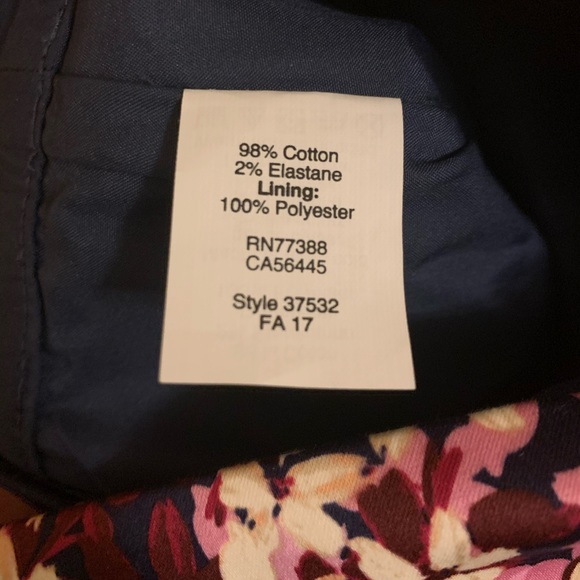 98% Cotton
2% Elastane
Lining:
100% Polyester
RN77388
CA56445
Style 37532
FA 17